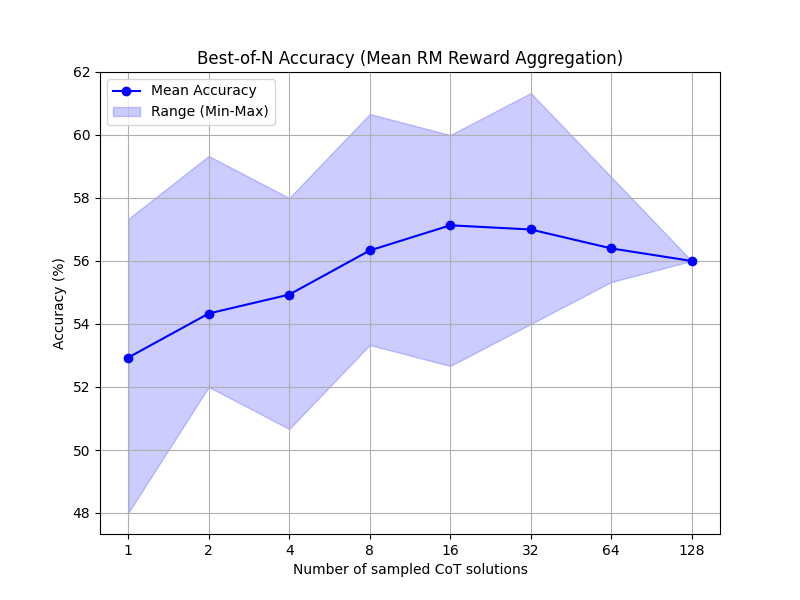 Best-of-N Accuracy (Mean RM Reward Aggregation)
Mean Accuracy
Range (Min-Max)
Accuracy (%)
62
60
58
56
54
52
50
48
1 2 4 8 16 32 64 128
Number of sampled CoT solutions